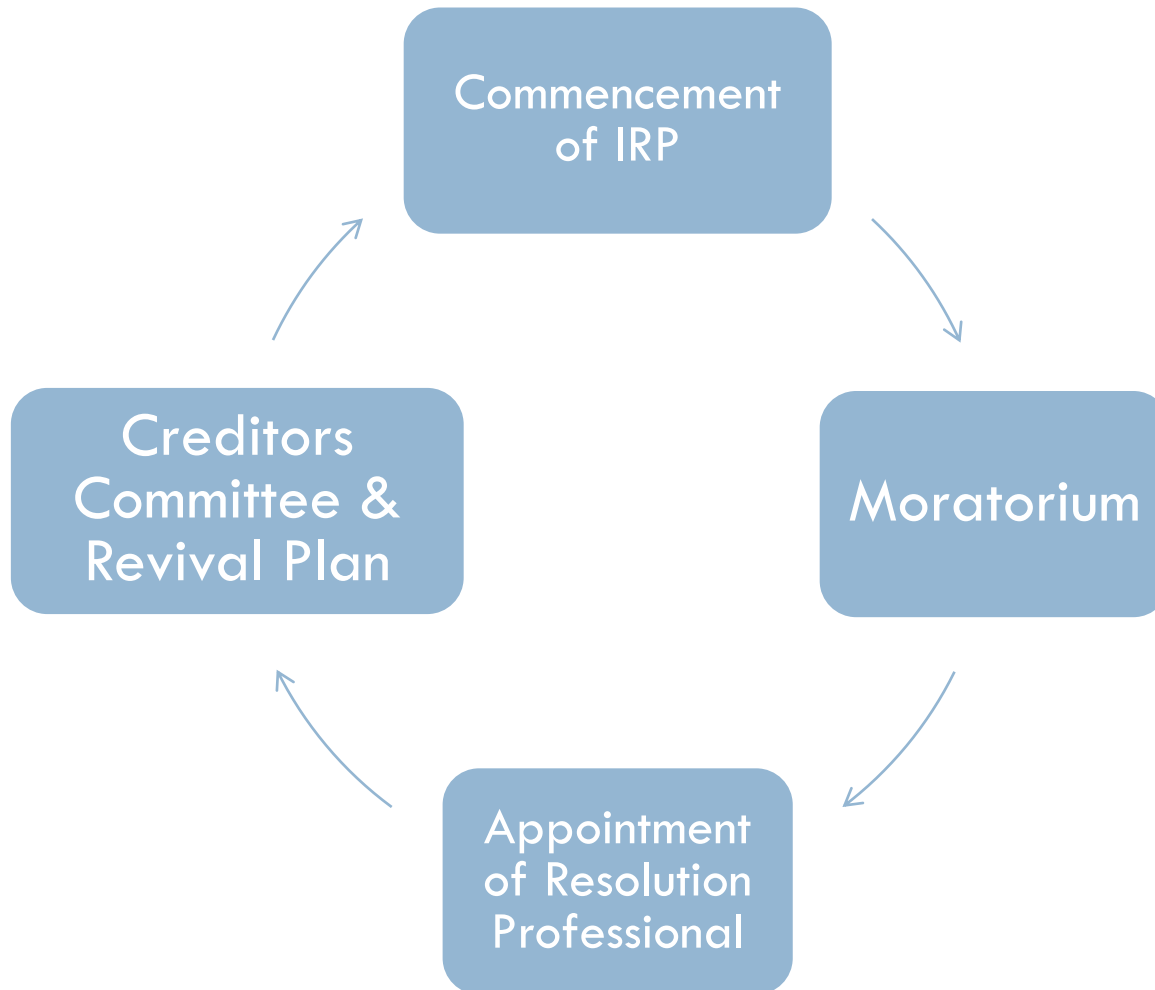 Commencement
of IRP
Moratorium
Appointment
of Resolution
Professional
Creditors
Committee &
Revival Plan